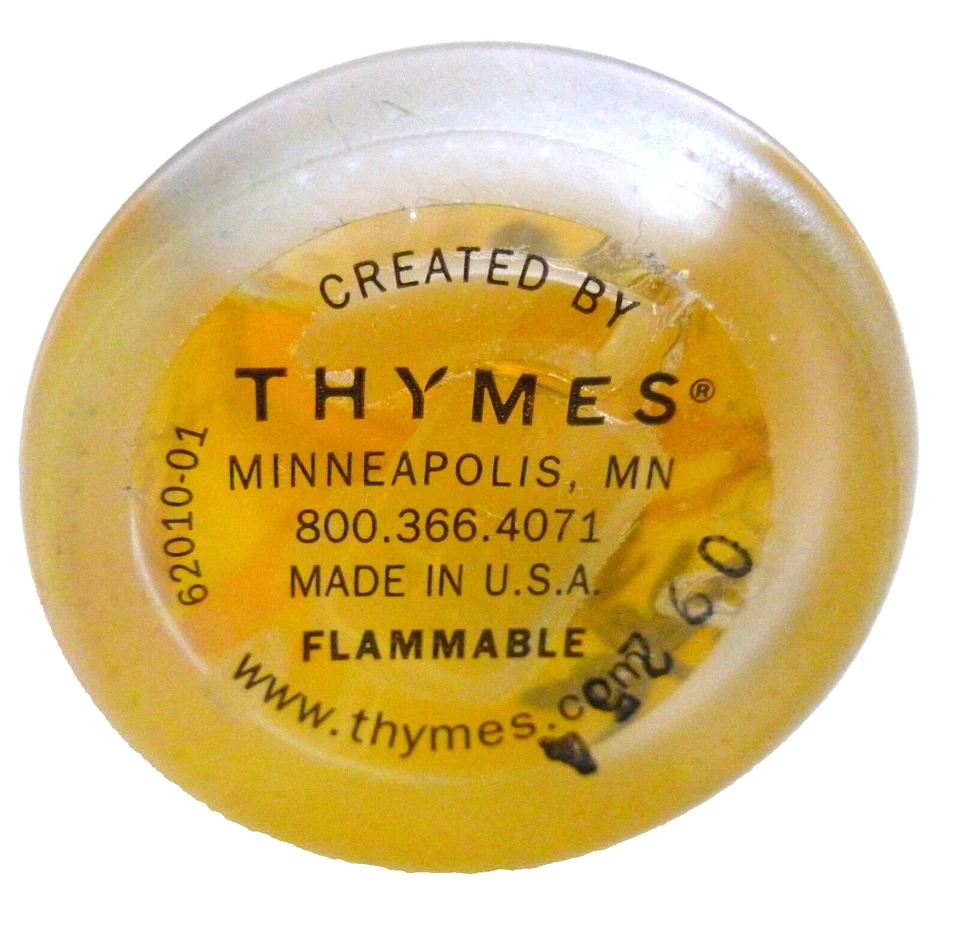 CREATED BY
THYMES®
MINNEAPOLIS, MN
800.366.4071
MADE IN U.S.A.
FLAMMABLE
www.thymes.com
62010-01